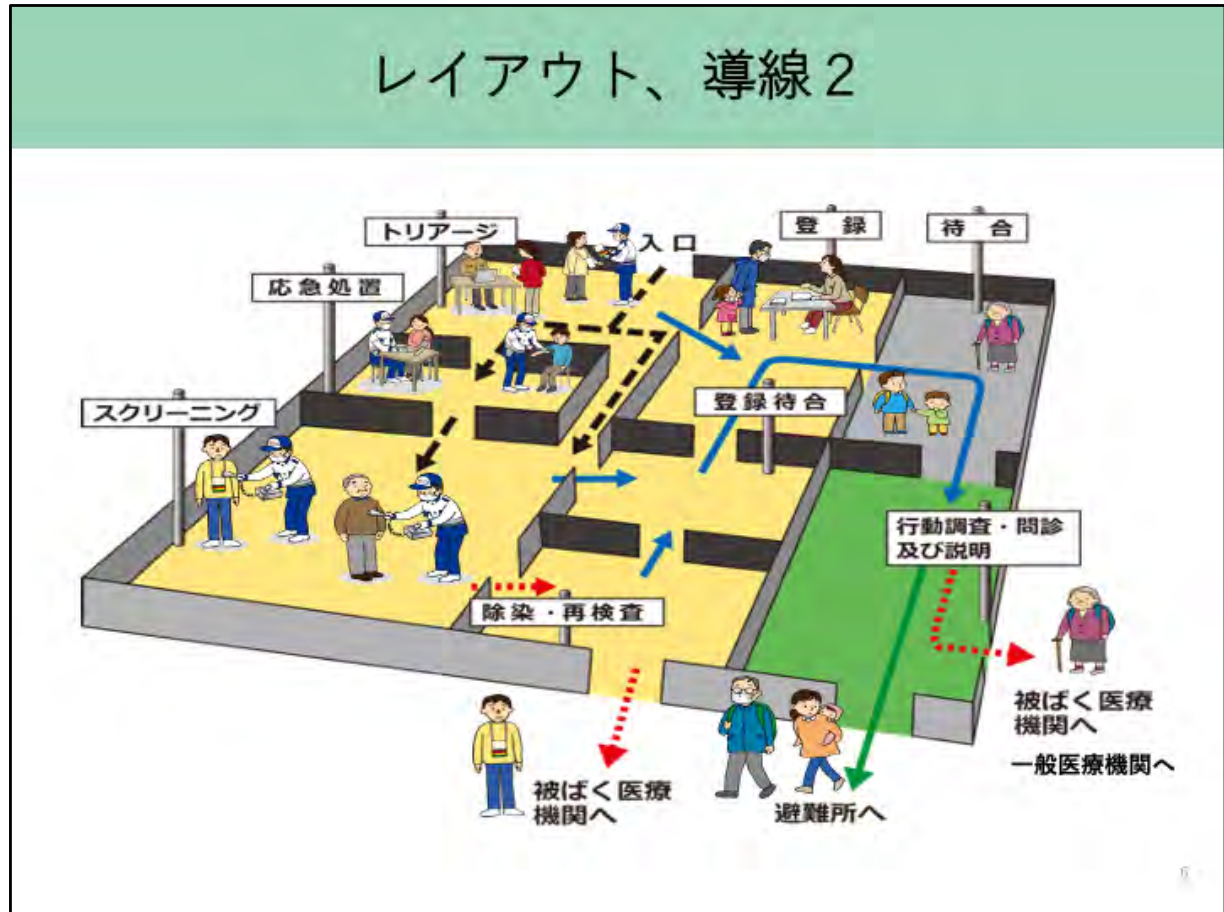 レイアウト、導線２
トリアージ
入口
登 録
待 合
応急処置
スクリーニング
登録待合
行動調査・問診
及び説明
除染・再検査
被ばく医療
機関へ
一般医療機関へ
被ばく医療
機関へ
避難所へ
6